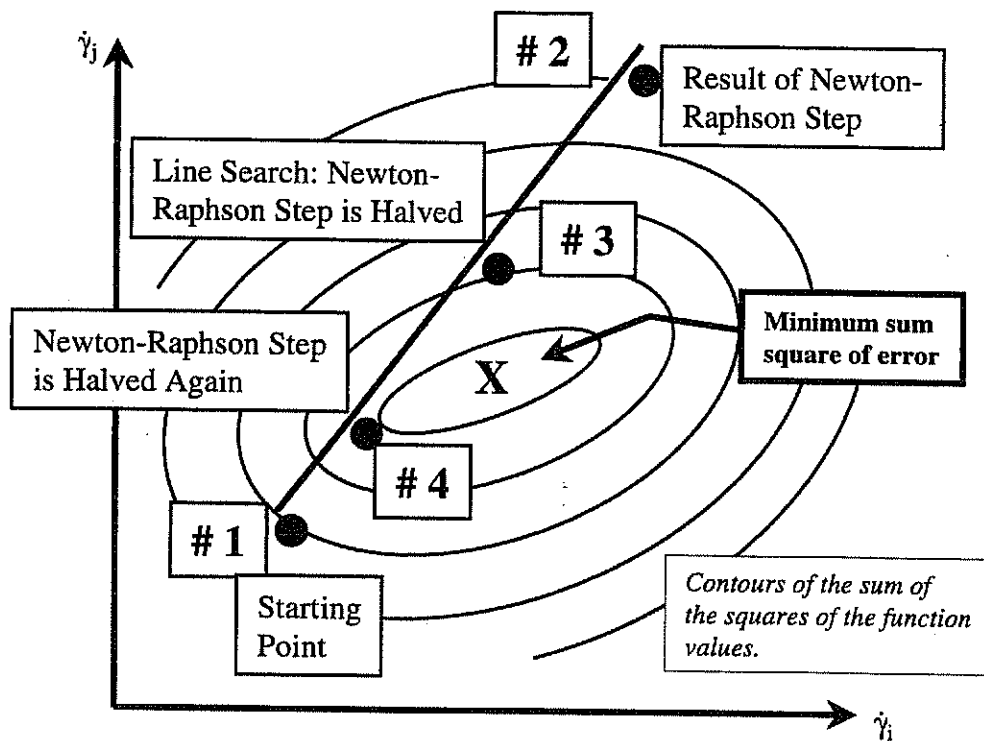 γ̇j
# 2
Result of Newton-
Raphson Step
Line Search: Newton-
Raphson Step is Halved
# 3
Newton-Raphson Step
is Halved Again
Minimum sum
square of error
X
# 4
# 1
Starting
Point
Contours of the sum of
the squares of the function
values.
γ̇i